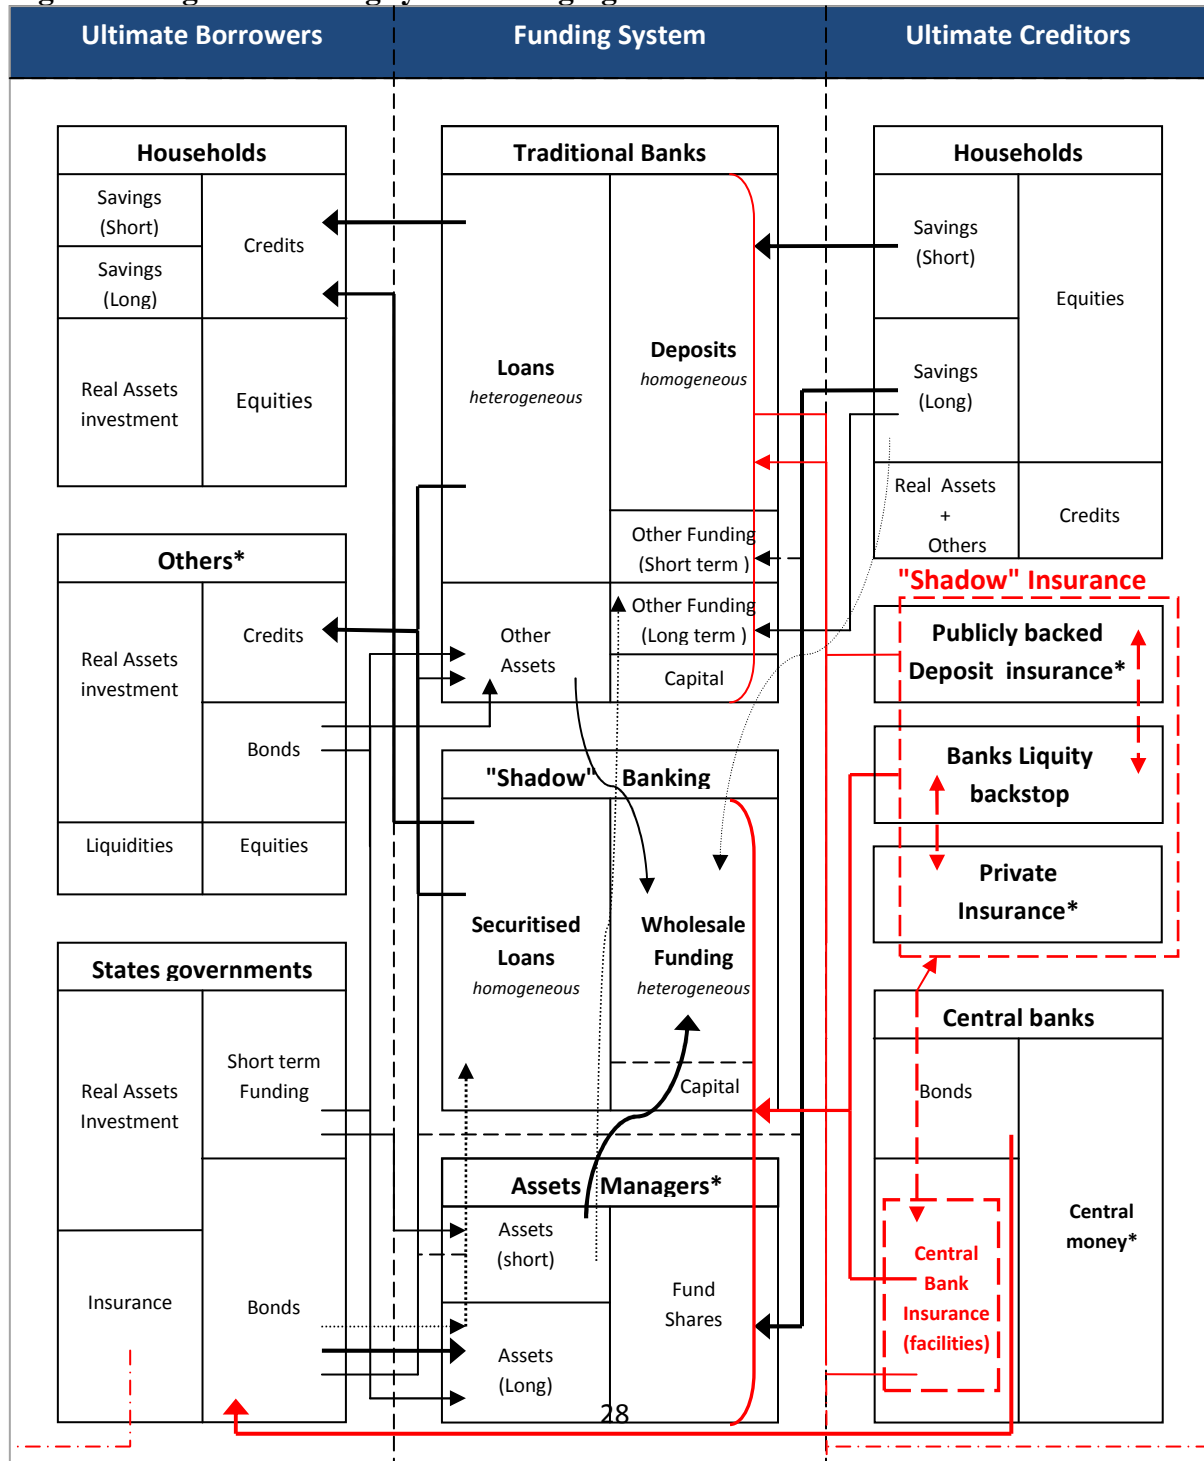 Ultimate Borrowers
Funding System
Ultimate Creditors
Households
Savings
(Short)
Savings
(Long)
Credits
Real Assets
investment
Equities
Others*
Real Assets
investment
Credits
Bonds
Liquidities
Equities
States governments
Real Assets
Investment
Short term
Funding
Insurance
Bonds
Traditional Banks
Loans
heterogeneous
Deposits
homogeneous
Other Funding
(Short term )
Other Funding
(Long term )
Other
Assets
Capital
"Shadow" Banking
Securitised
Loans
homogeneous
Wholesale
Funding
heterogeneous
Capital
Assets Managers*
Assets
(short)
Assets
(Long)
Fund
Shares
28
Households
Savings
(Short)
Savings
(Long)
Equities
Real Assets
+
Others
Credits
"Shadow" Insurance
Publicly backed
Deposit insurance*
Banks Liquity
backstop
Private
Insurance*
Central banks
Bonds
Central
Bank
Insurance
(facilities)
Central
money*